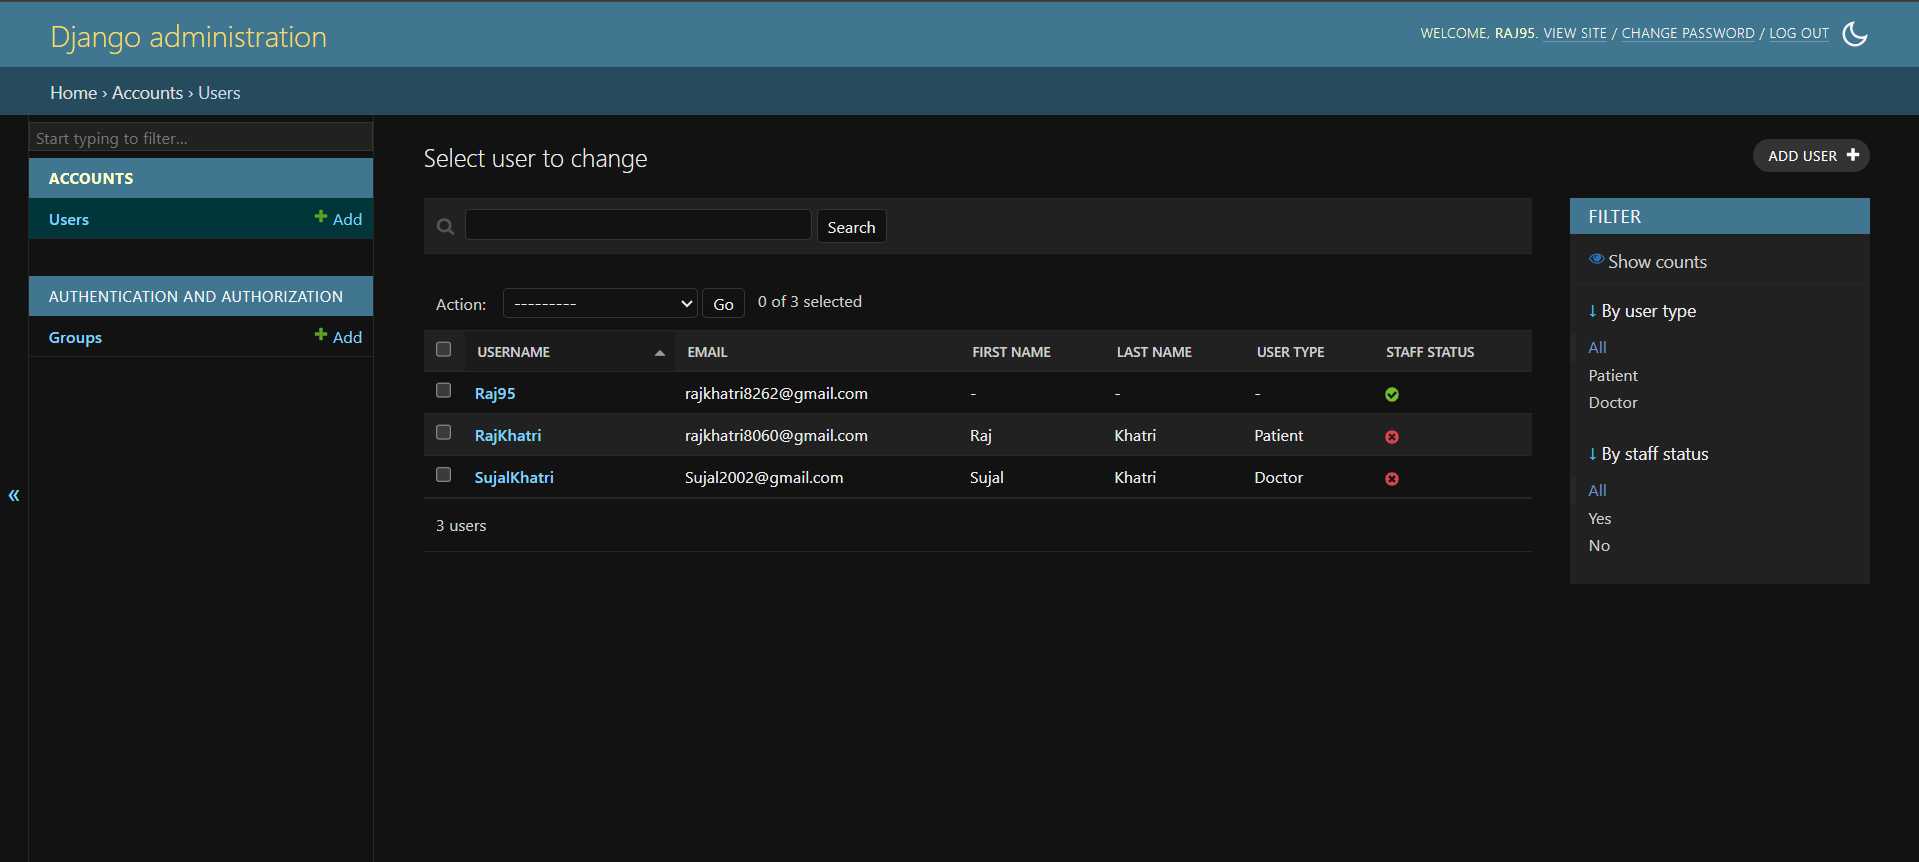 Django administration
WELCOME, RAJ95. VIEW SITE / CHANGE PASSWORD / LOG OUT
Home › Accounts › Users
Start typing to filter...
ACCOUNTS
Users + Add
AUTHENTICATION AND AUTHORIZATION
Groups + Add
«
Select user to change
ADD USER +
Search
Action: --------- Go 0 of 3 selected
USERNAME EMAIL FIRST NAME LAST NAME USER TYPE STAFF STATUS
Raj95 rajkhatri8262@gmail.com - - -
RajKhatri rajkhatri8060@gmail.com Raj Khatri Patient
SujalKhatri Sujal2002@gmail.com Sujal Khatri Doctor
3 users
FILTER
Show counts
↓ By user type
All
Patient
Doctor
↓ By staff status
All
Yes
No